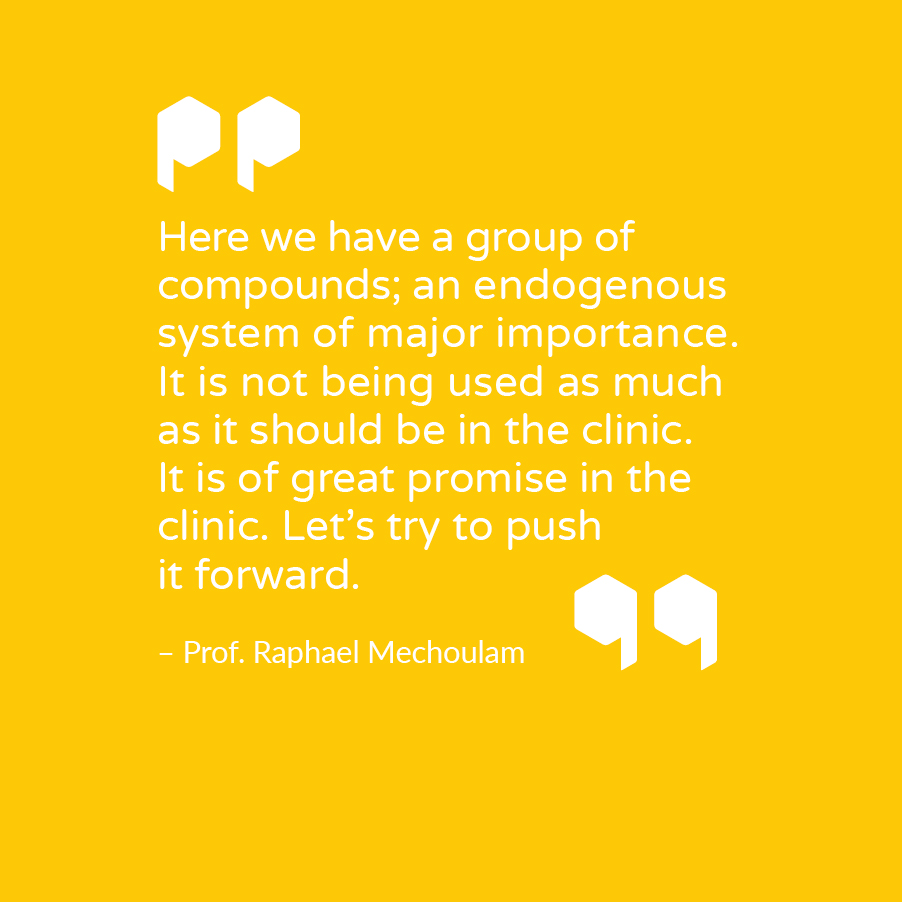 Here we have a group of
compounds; an endogenous
system of major importance.
It is not being used as much
as it should be in the clinic.
It is of great promise in the
clinic. Let’s try to push
it forward.
– Prof. Raphael Mechoulam